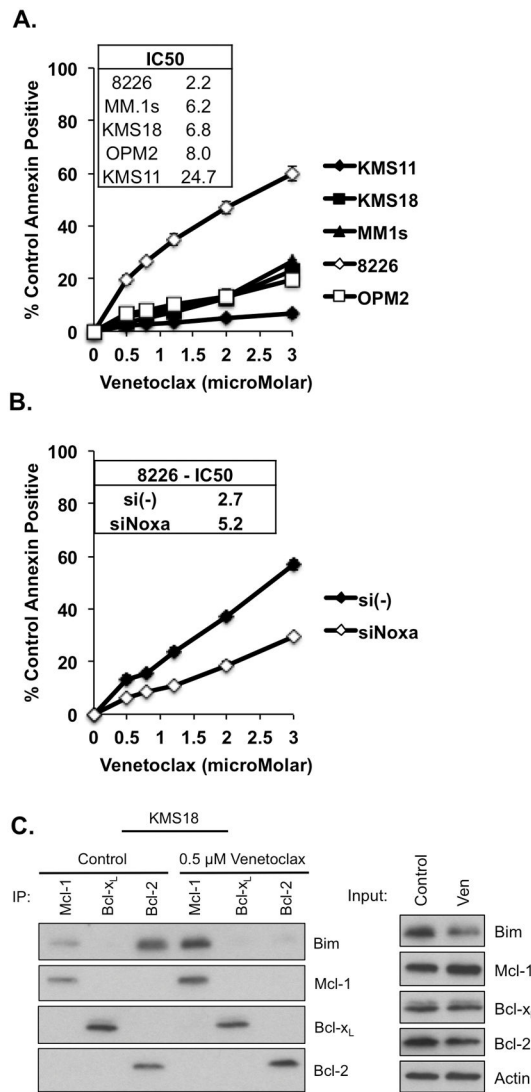 A.
% Control Annexin Positive
100
80
60
40
20
0
IC50
8226 2.2
MM.1s 6.2
KMS18 6.8
OPM2 8.0
KMS11 24.7
KMS11
KMS18
MM1s
8226
OPM2
0 0.5 1 1.5 2 2.5 3
Venetoclax (microMolar)
B.
% Control Annexin Positive
100
80
60
40
20
0
8226 - IC50
si(-) 2.7
siNoxa 5.2
si(-)
siNoxa
0 0.5 1 1.5 2 2.5 3
Venetoclax (microMolar)
C.
KMS18
Control 0.5 µM Venetoclax
IP: Mcl-1 Bcl-xL Bcl-2 Mcl-1 Bcl-xL Bcl-2
Bim
Mcl-1
Bcl-xL
Bcl-2
Input: Control Ven
Bim
Mcl-1
Bcl-x
Bcl-2
Actin